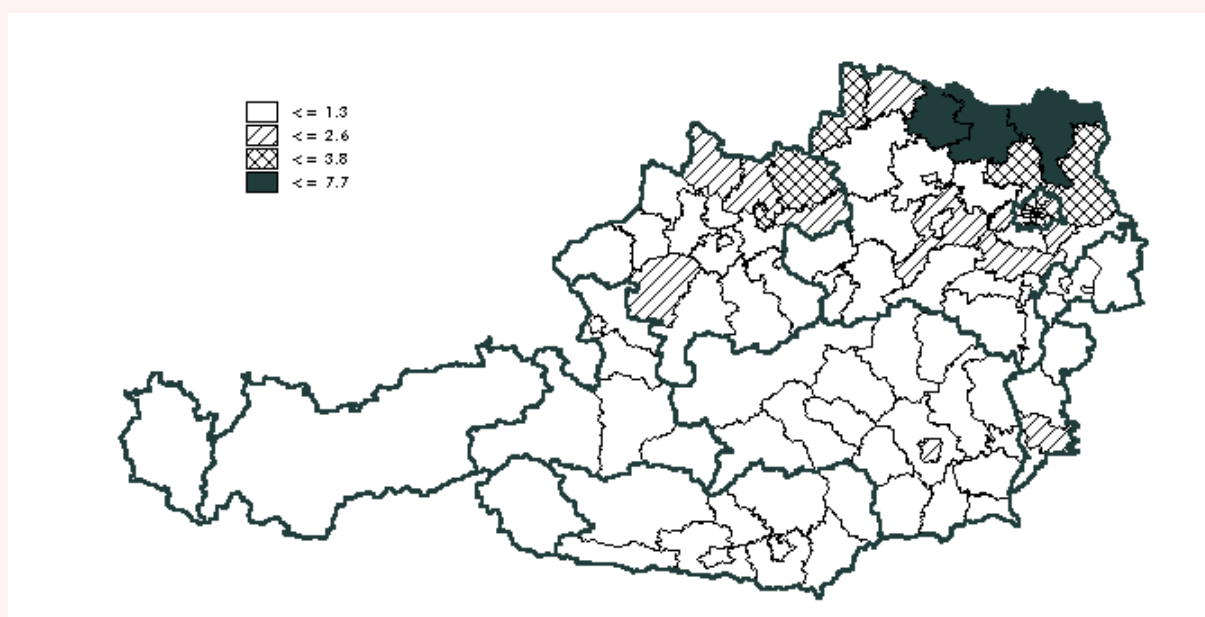 <= 1.3
<= 2.6
<= 3.8
<= 7.7